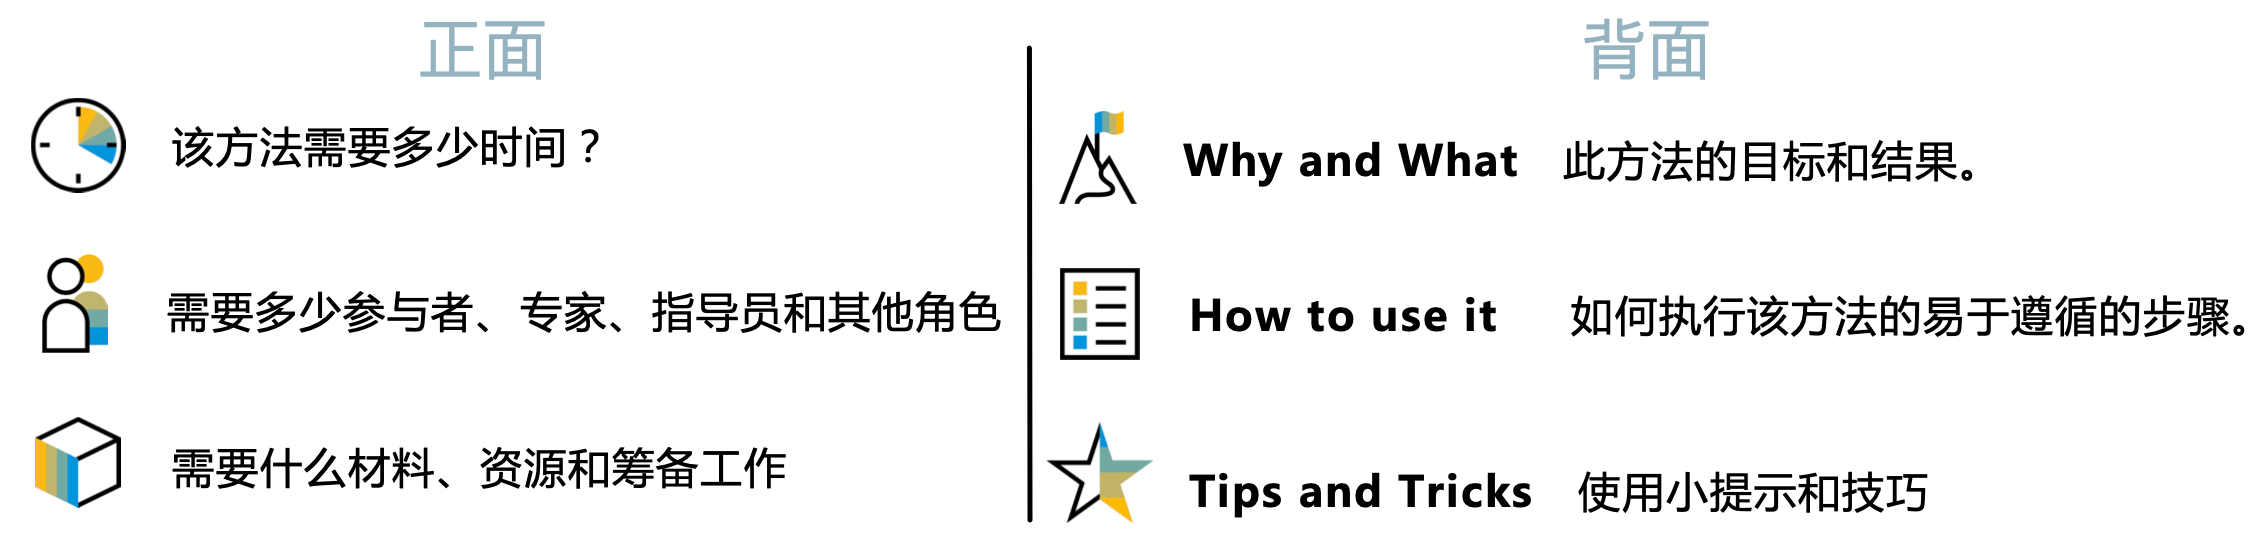 正面
该方法需要多少时间？
需要多少参与者、专家、指导员和其他角色
需要什么材料、资源和筹备工作
背面
Why and What 此方法的目标和结果。
How to use it 如何执行该方法的易于遵循的步骤。
Tips and Tricks 使用小提示和技巧